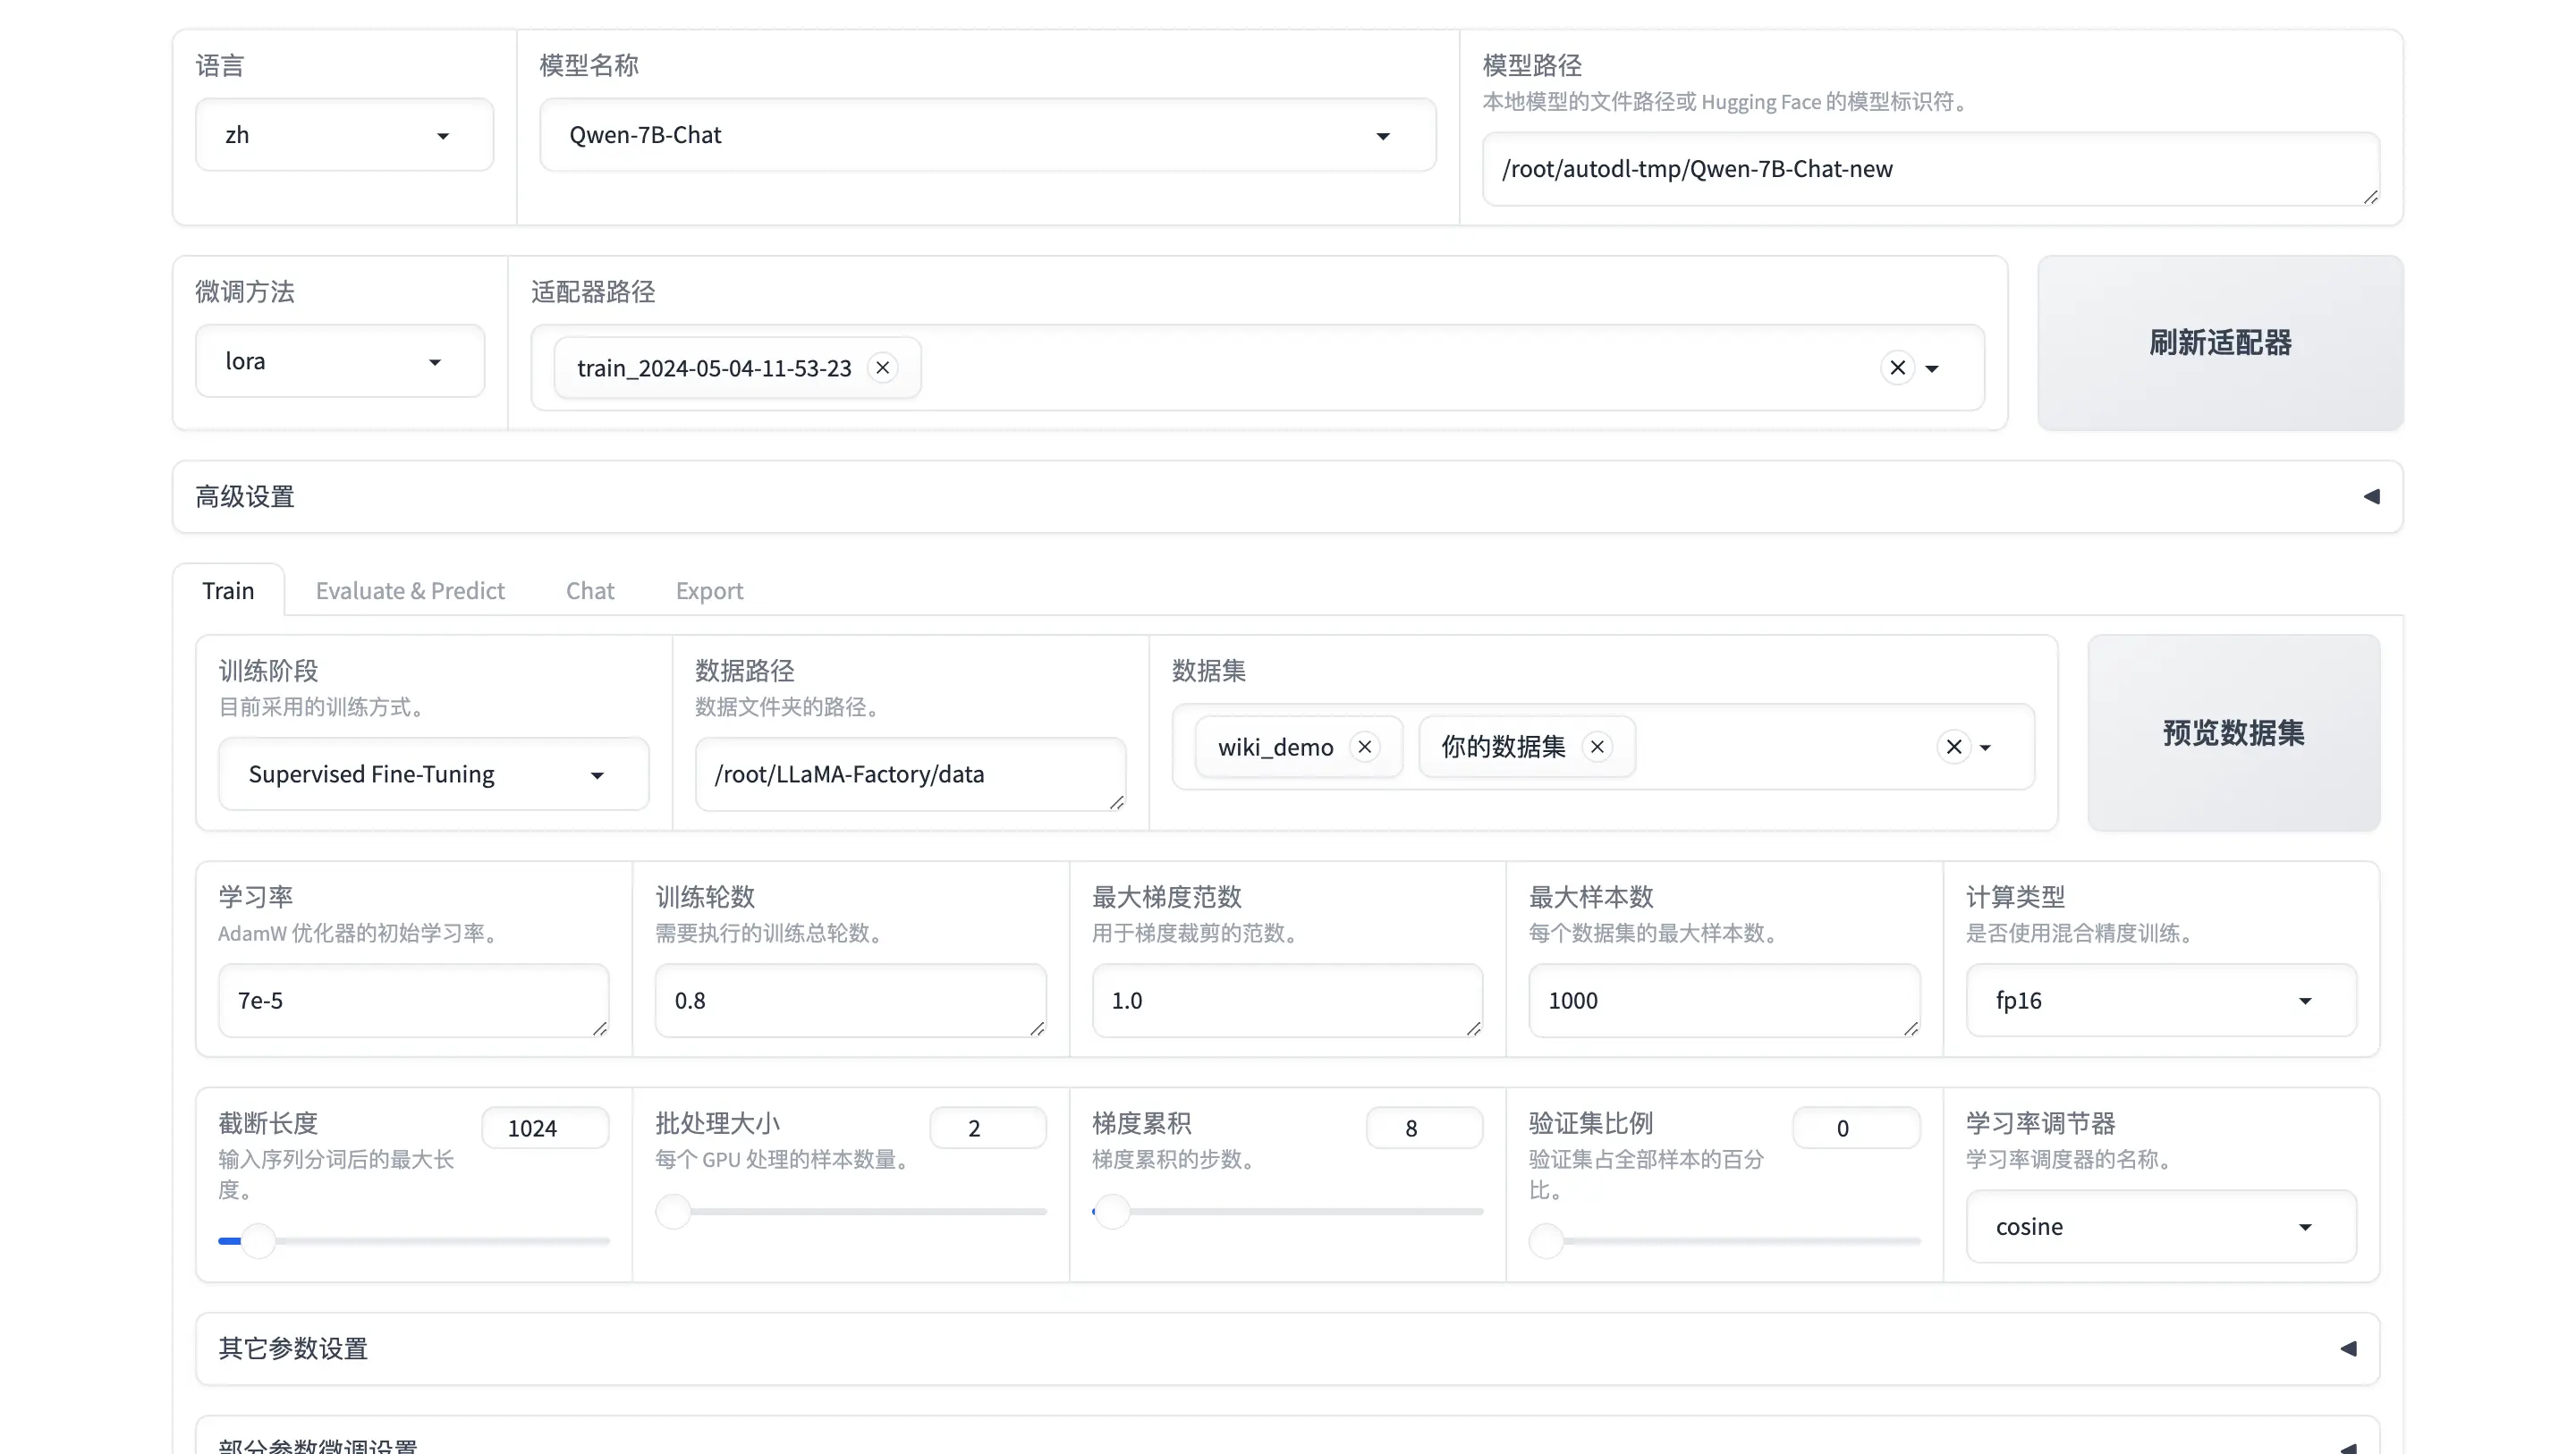 语言
zh
模型名称
Qwen-7B-Chat
模型路径
本地模型的文件路径或 Hugging Face 的模型标识符。
/root/autodl-tmp/Qwen-7B-Chat-new
微调方法
lora
适配器路径
train_2024-05-04-11-53-23
刷新适配器
高级设置
Train
Evaluate & Predict
Chat
Export
训练阶段
目前采用的训练方式。
Supervised Fine-Tuning
数据路径
数据文件夹的路径。
/root/LLaMA-Factory/data
数据集
wiki_demo
你的数据集
预览数据集
学习率
AdamW 优化器的初始学习率。
7e-5
训练轮数
需要执行的训练总轮数。
0.8
最大梯度范数
用于梯度裁剪的范数。
1.0
最大样本数
每个数据集的最大样本数。
1000
计算类型
是否使用混合精度训练。
fp16
截断长度
1024
输入序列分词后的最大长
度。
批处理大小
2
每个 GPU 处理的样本数量。
梯度累积
8
梯度累积的步数。
验证集比例
0
验证集占全部样本的百分
比。
学习率调节器
学习率调度器的名称。
cosine
其它参数设置
部分参数微调设置